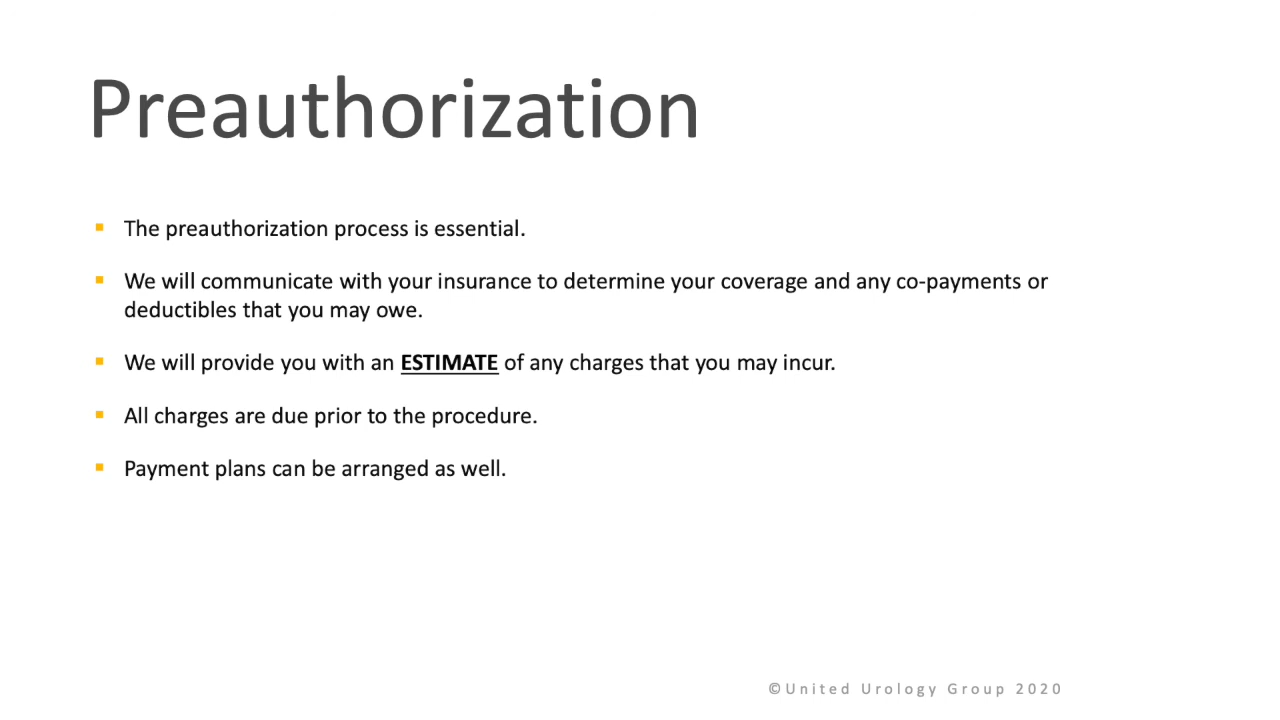 Preauthorization
▪ The preauthorization process is essential.
▪ We will communicate with your insurance to determine your coverage and any co-payments or
deductibles that you may owe.
▪ We will provide you with an ESTIMATE of any charges that you may incur.
▪ All charges are due prior to the procedure.
▪ Payment plans can be arranged as well.
©United Urology Group 2020